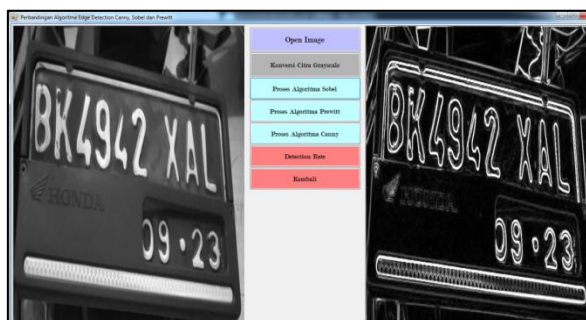 Perbandingan Algoritma Edge Detection Canny, Sobel dan Prewitt
BK4942 XAL
HONDA
09 · 23
Open Image
Konversi Citra Grayscale
Proses Algoritma Sobel
Proses Algoritma Prewitt
Proses Algoritma Canny
Detection Rate
Kembali
BK4942 XAL
HONDA
09 · 23